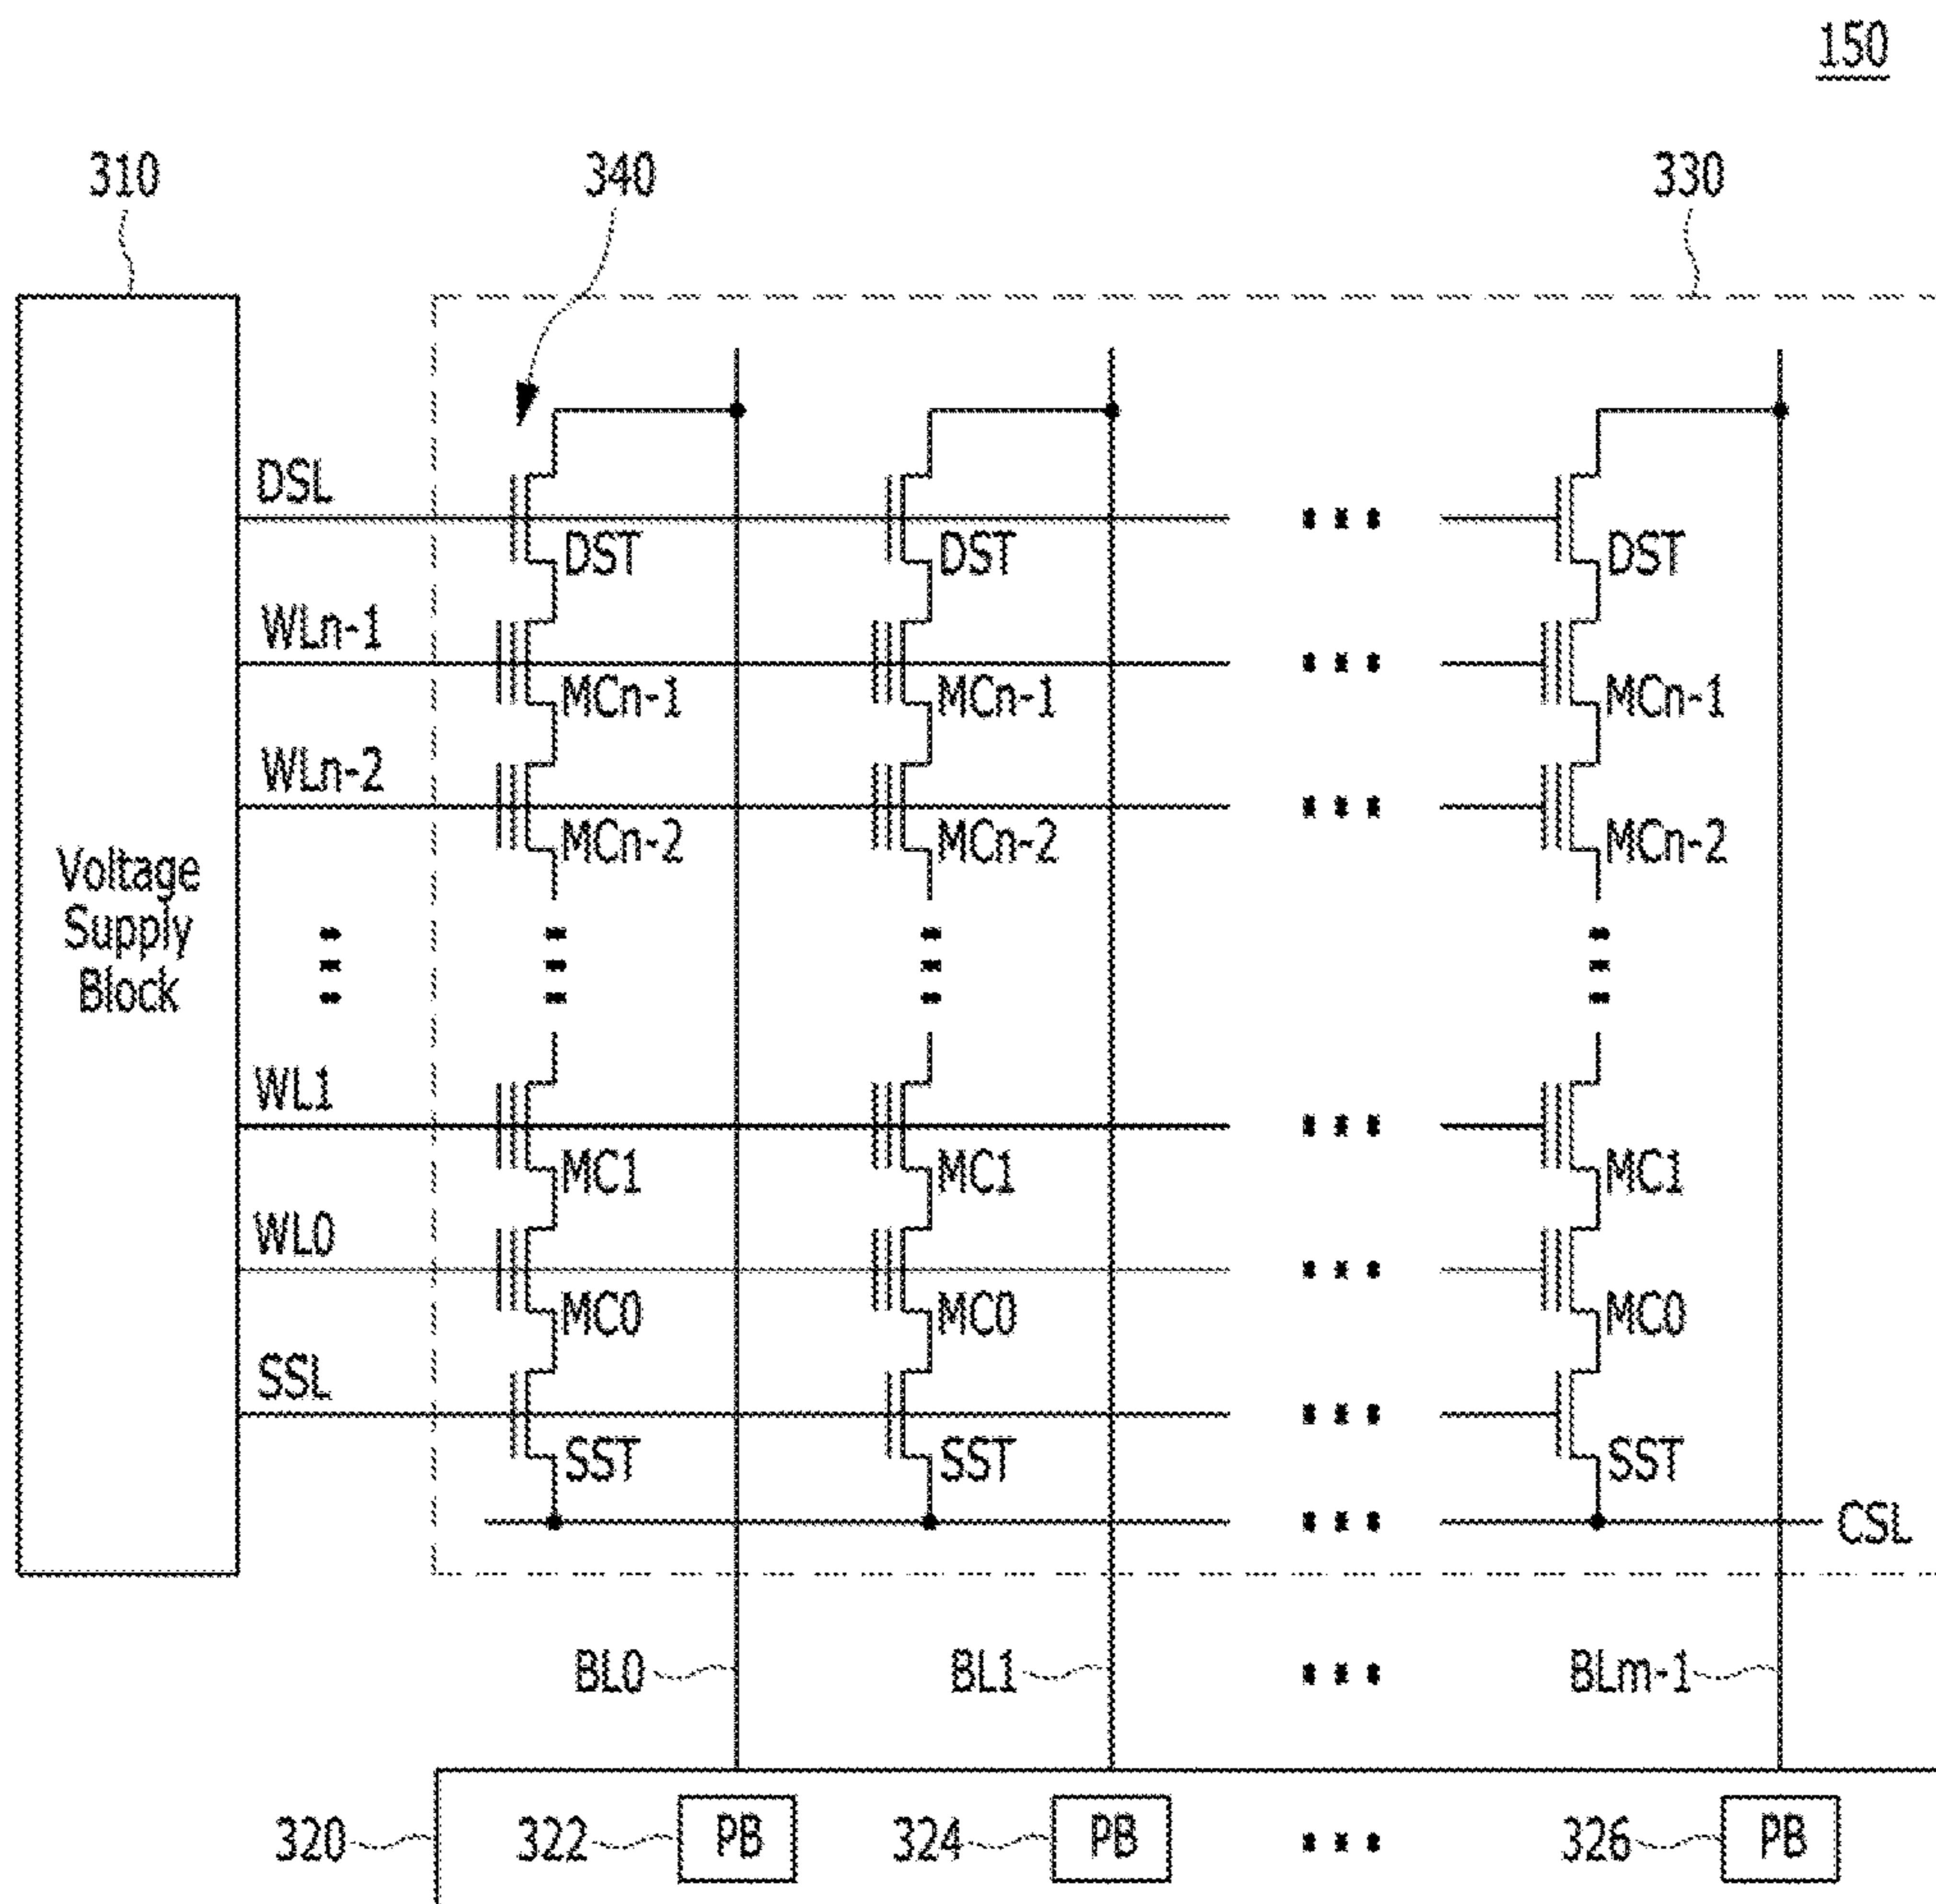 150
310 340 330
DSL
DST DST DST
WLn-1
MCn-1 MCn-1 MCn-1
WLn-2
MCn-2 MCn-2 MCn-2
Voltage
Supply
Block
WL1
MC1 MC1 MC1
WL0
MC0 MC0 MC0
SSL
SST SST SST
CSL
BL0 BL1 BLm-1
320 322 PB 324 PB 326 PB